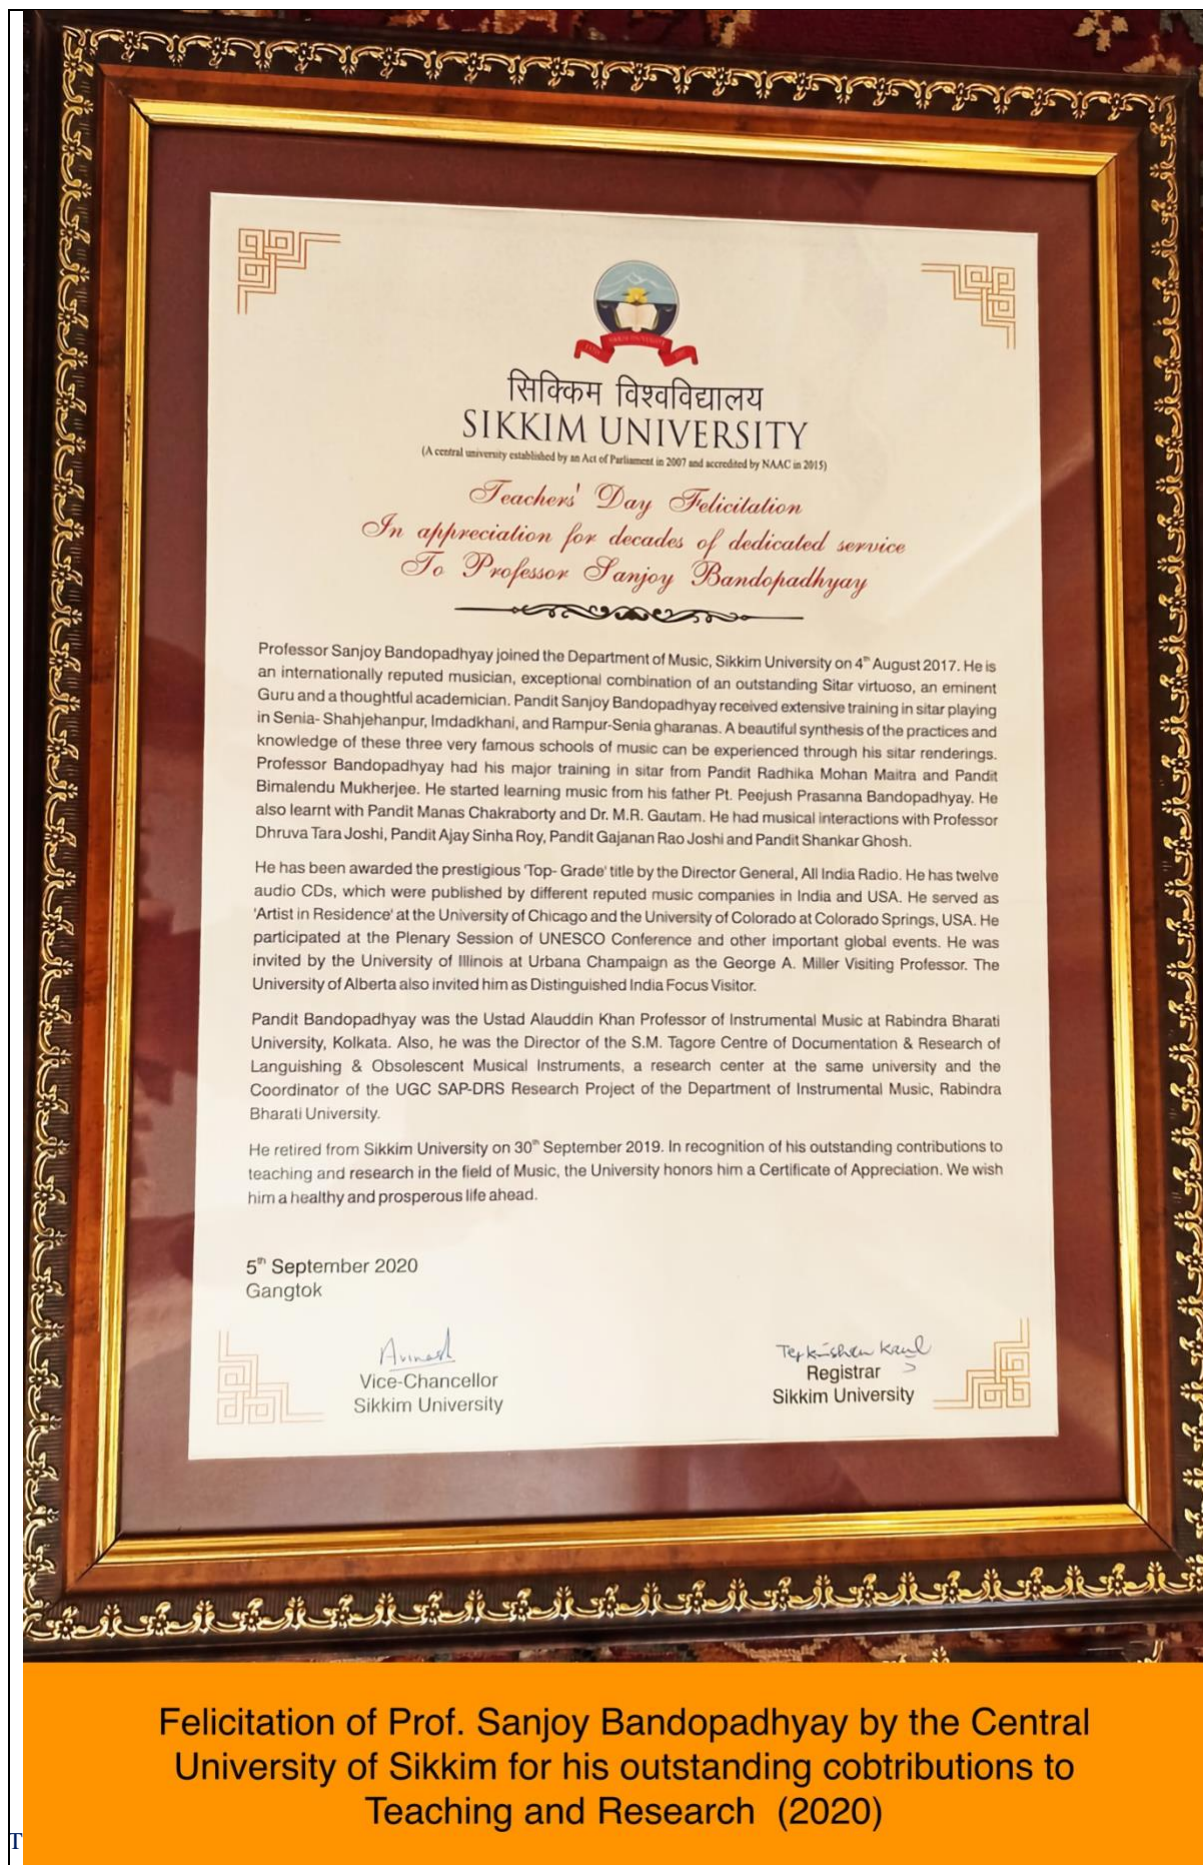 SIKKIM UNIVERSITY
सिक्किम विश्वविद्यालय
SIKKIM UNIVERSITY
(A central university established by an Act of Parliament in 2007 and accredited by NAAC in 2015)
Teachers' Day Felicitation
In appreciation for decades of dedicated service
To Professor Sanjoy Bandopadhyay
Professor Sanjoy Bandopadhyay joined the Department of Music, Sikkim University on 4th August 2017. He is
an internationally reputed musician, exceptional combination of an outstanding Sitar virtuoso, an eminent
Guru and a thoughtful academician. Pandit Sanjoy Bandopadhyay received extensive training in sitar playing
in Senia- Shahjehanpur, Imdadkhani, and Rampur-Senia gharanas. A beautiful synthesis of the practices and
knowledge of these three very famous schools of music can be experienced through his sitar renderings.
Professor Bandopadhyay had his major training in sitar from Pandit Radhika Mohan Maitra and Pandit
Bimalendu Mukherjee. He started learning music from his father Pt. Peejush Prasanna Bandopadhyay. He
also learnt with Pandit Manas Chakraborty and Dr. M.R. Gautam. He had musical interactions with Professor
Dhruva Tara Joshi, Pandit Ajay Sinha Roy, Pandit Gajanan Rao Joshi and Pandit Shankar Ghosh.
He has been awarded the prestigious 'Top- Grade' title by the Director General, All India Radio. He has twelve
audio CDs, which were published by different reputed music companies in India and USA. He served as
'Artist in Residence' at the University of Chicago and the University of Colorado at Colorado Springs, USA. He
participated at the Plenary Session of UNESCO Conference and other important global events. He was
invited by the University of Illinois at Urbana Champaign as the George A. Miller Visiting Professor. The
University of Alberta also invited him as Distinguished India Focus Visitor.
Pandit Bandopadhyay was the Ustad Alauddin Khan Professor of Instrumental Music at Rabindra Bharati
University, Kolkata. Also, he was the Director of the S.M. Tagore Centre of Documentation & Research of
Languishing & Obsolescent Musical Instruments, a research center at the same university and the
Coordinator of the UGC SAP-DRS Research Project of the Department of Instrumental Music, Rabindra
Bharati University.
He retired from Sikkim University on 30th September 2019. In recognition of his outstanding contributions to
teaching and research in the field of Music, the University honors him a Certificate of Appreciation. We wish
him a healthy and prosperous life ahead.
5th September 2020
Gangtok
Avinash
Vice-Chancellor
Sikkim University
Registrar
Sikkim University
Felicitation of Prof. Sanjoy Bandopadhyay by the Central
University of Sikkim for his outstanding cobtributions to
Teaching and Research (2020)
T